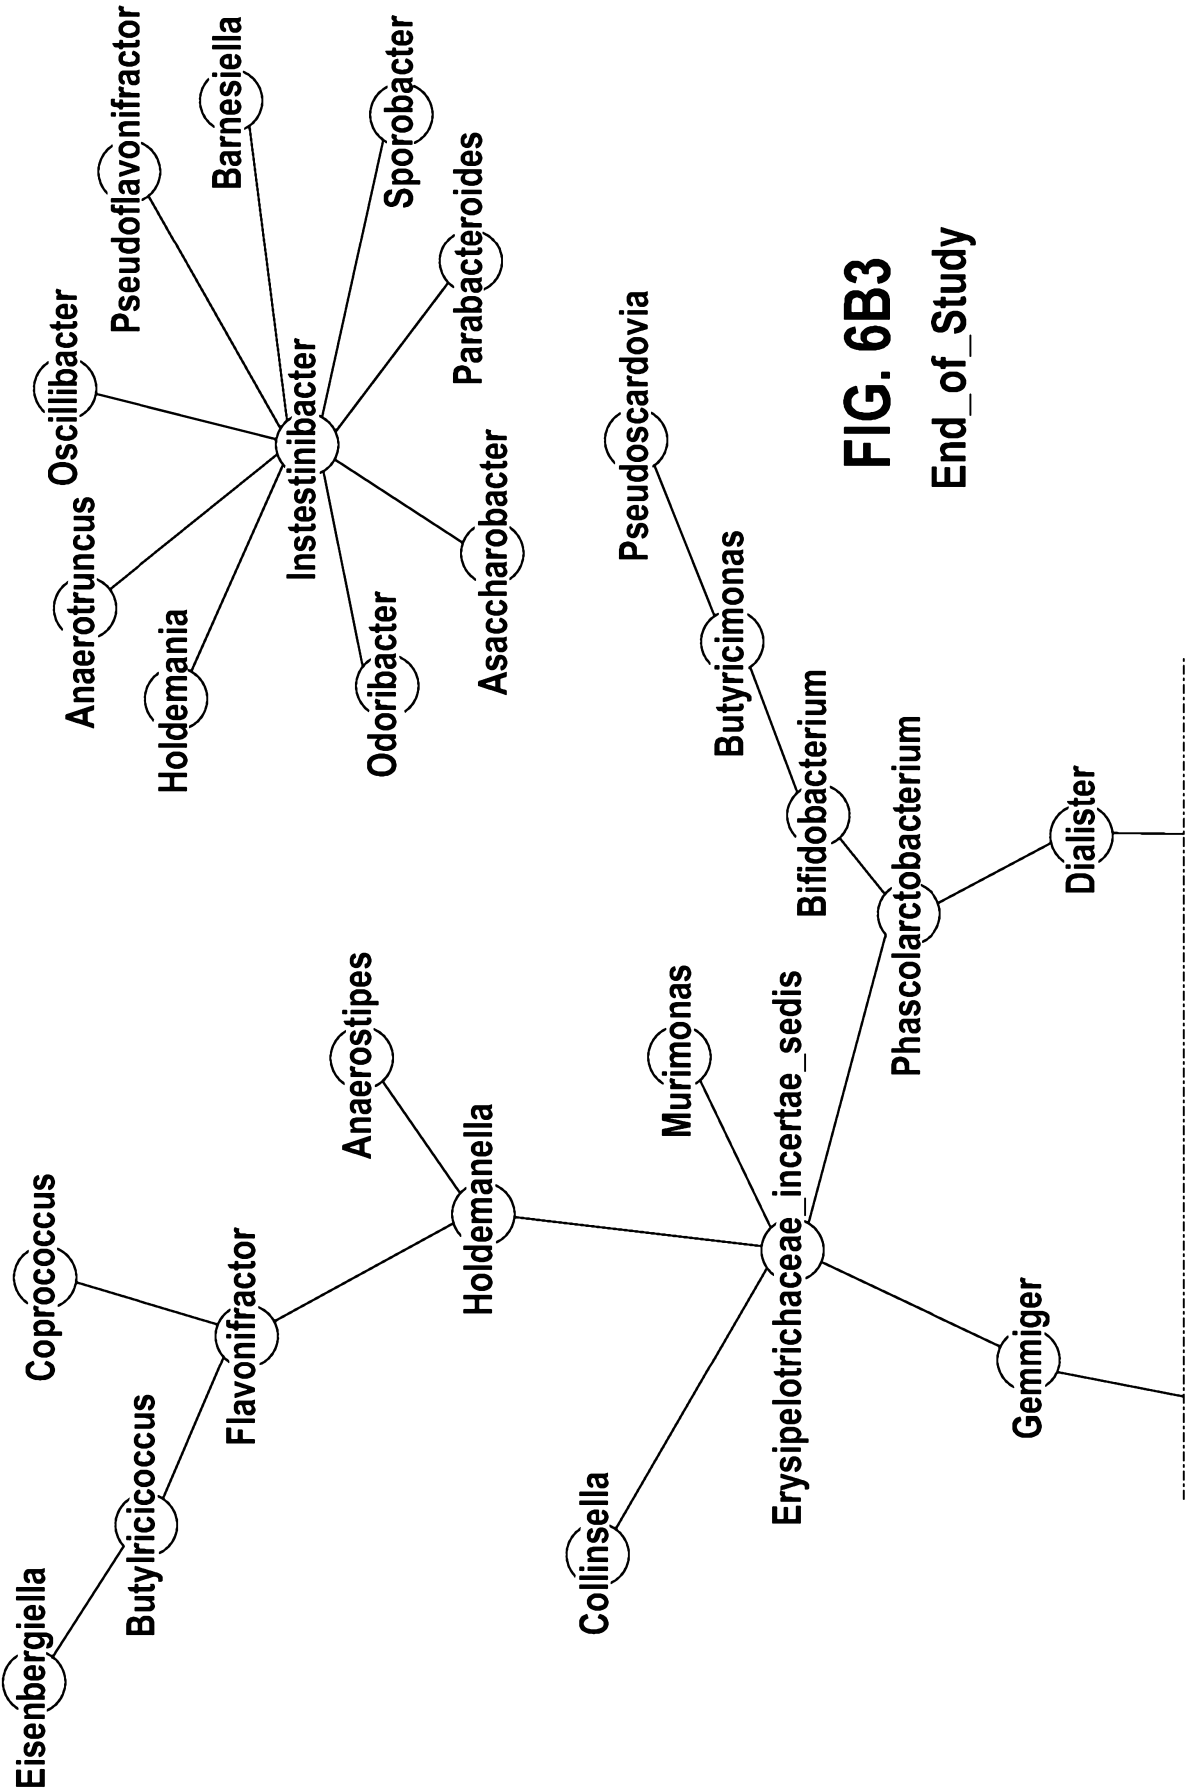 Eisenbergiella
Coprococcus
Butylricicoccus
Flavonifractor
Anaerostipes
Holdemanella
Collinsella
Murimonas
Erysipelotrichaceae_incertae_sedis
Gemmiger
Phascolarctobacterium
Dialister
Bifidobacterium
Butyricimonas
Pseudoscardovia
Anaerotruncus
Oscillibacter
Pseudoflavonifractor
Holdemania
Barnesiella
Instestinibacter
Odoribacter
Sporobacter
Asaccharobacter
Parabacteroides
FIG. 6B3
End_of_Study